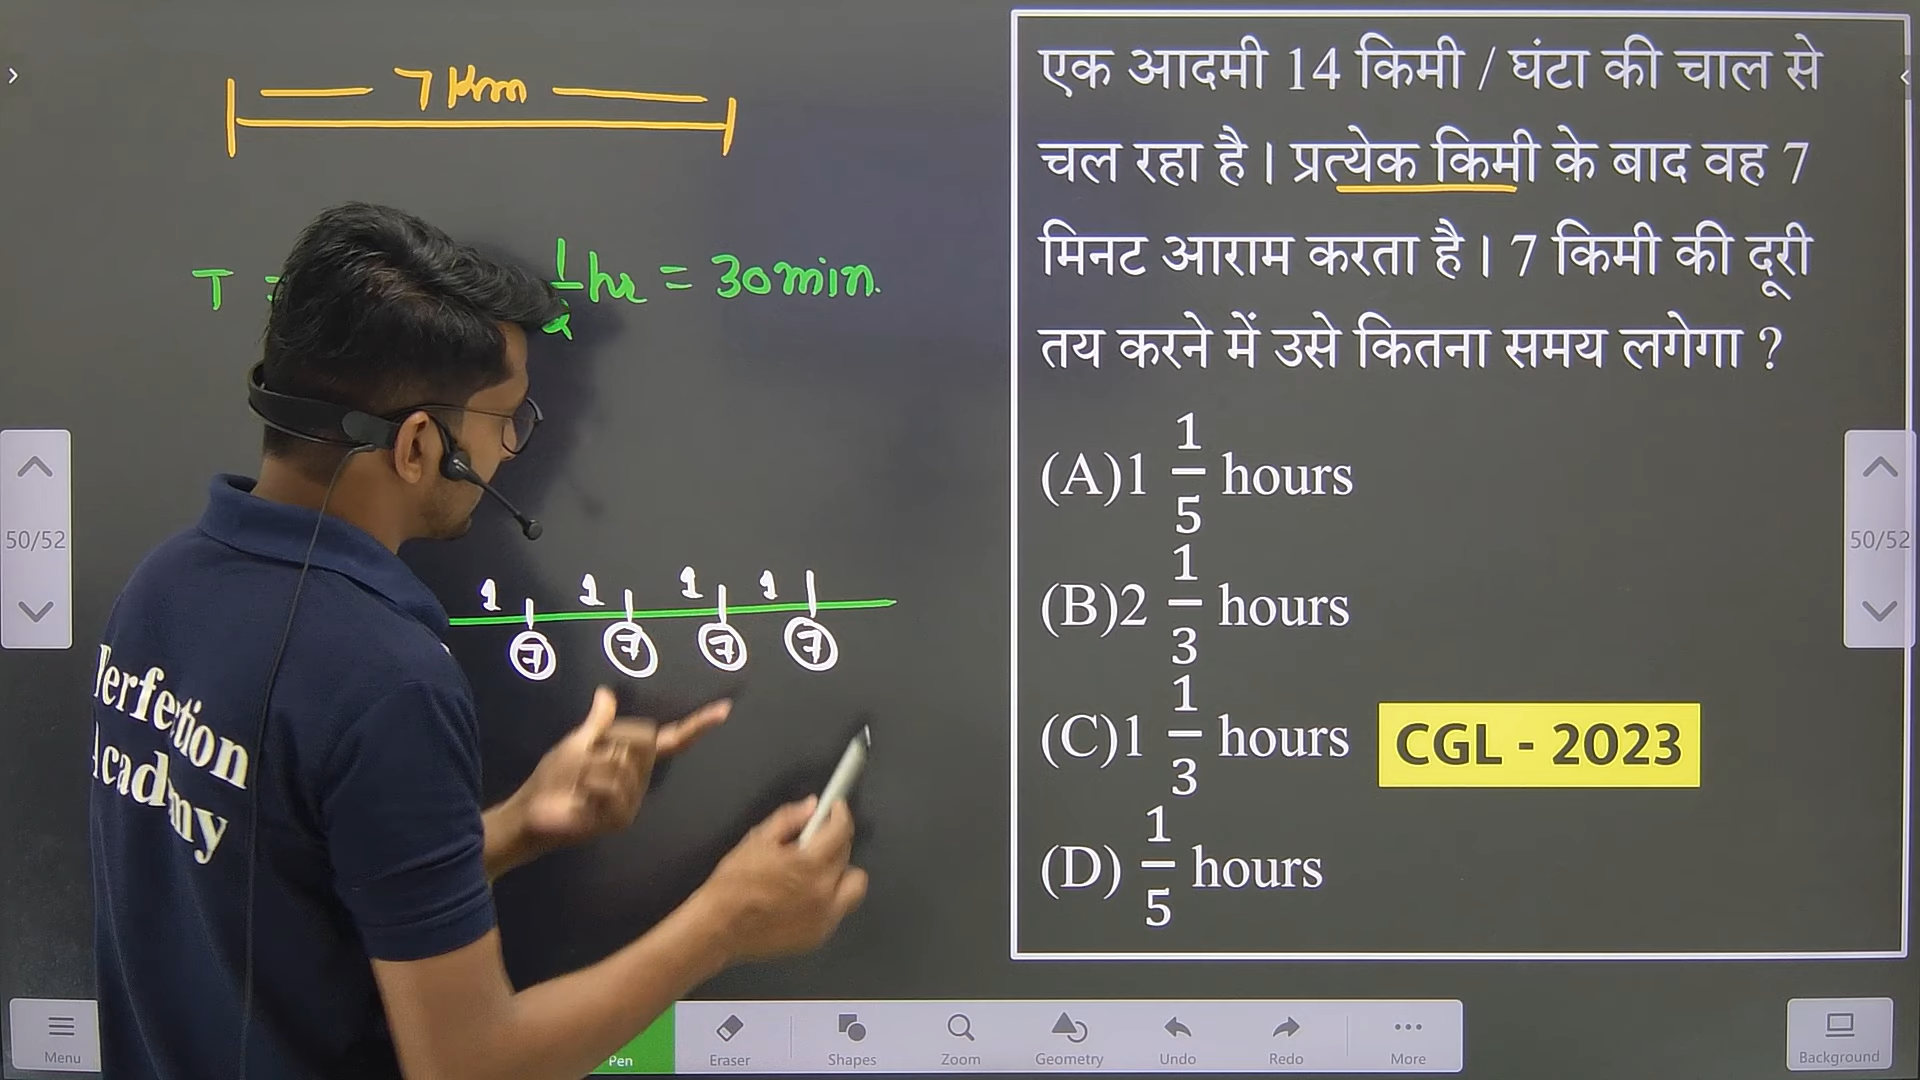 7 Km
T =
1/2 hr = 30 min.
1 1 1 1
7 7 7 7
एक आदमी 14 किमी / घंटा की चाल से
चल रहा है। प्रत्येक किमी के बाद वह 7
मिनट आराम करता है। 7 किमी की दूरी
तय करने में उसे कितना समय लगेगा ?
(A)1 1/5 hours
(B)2 1/3 hours
(C)1 1/3 hours
CGL - 2023
(D) 1/5 hours
50/52
50/52
Perfection
Academy
Menu
Pen
Eraser
Shapes
Zoom
Geometry
Undo
Redo
More
Background